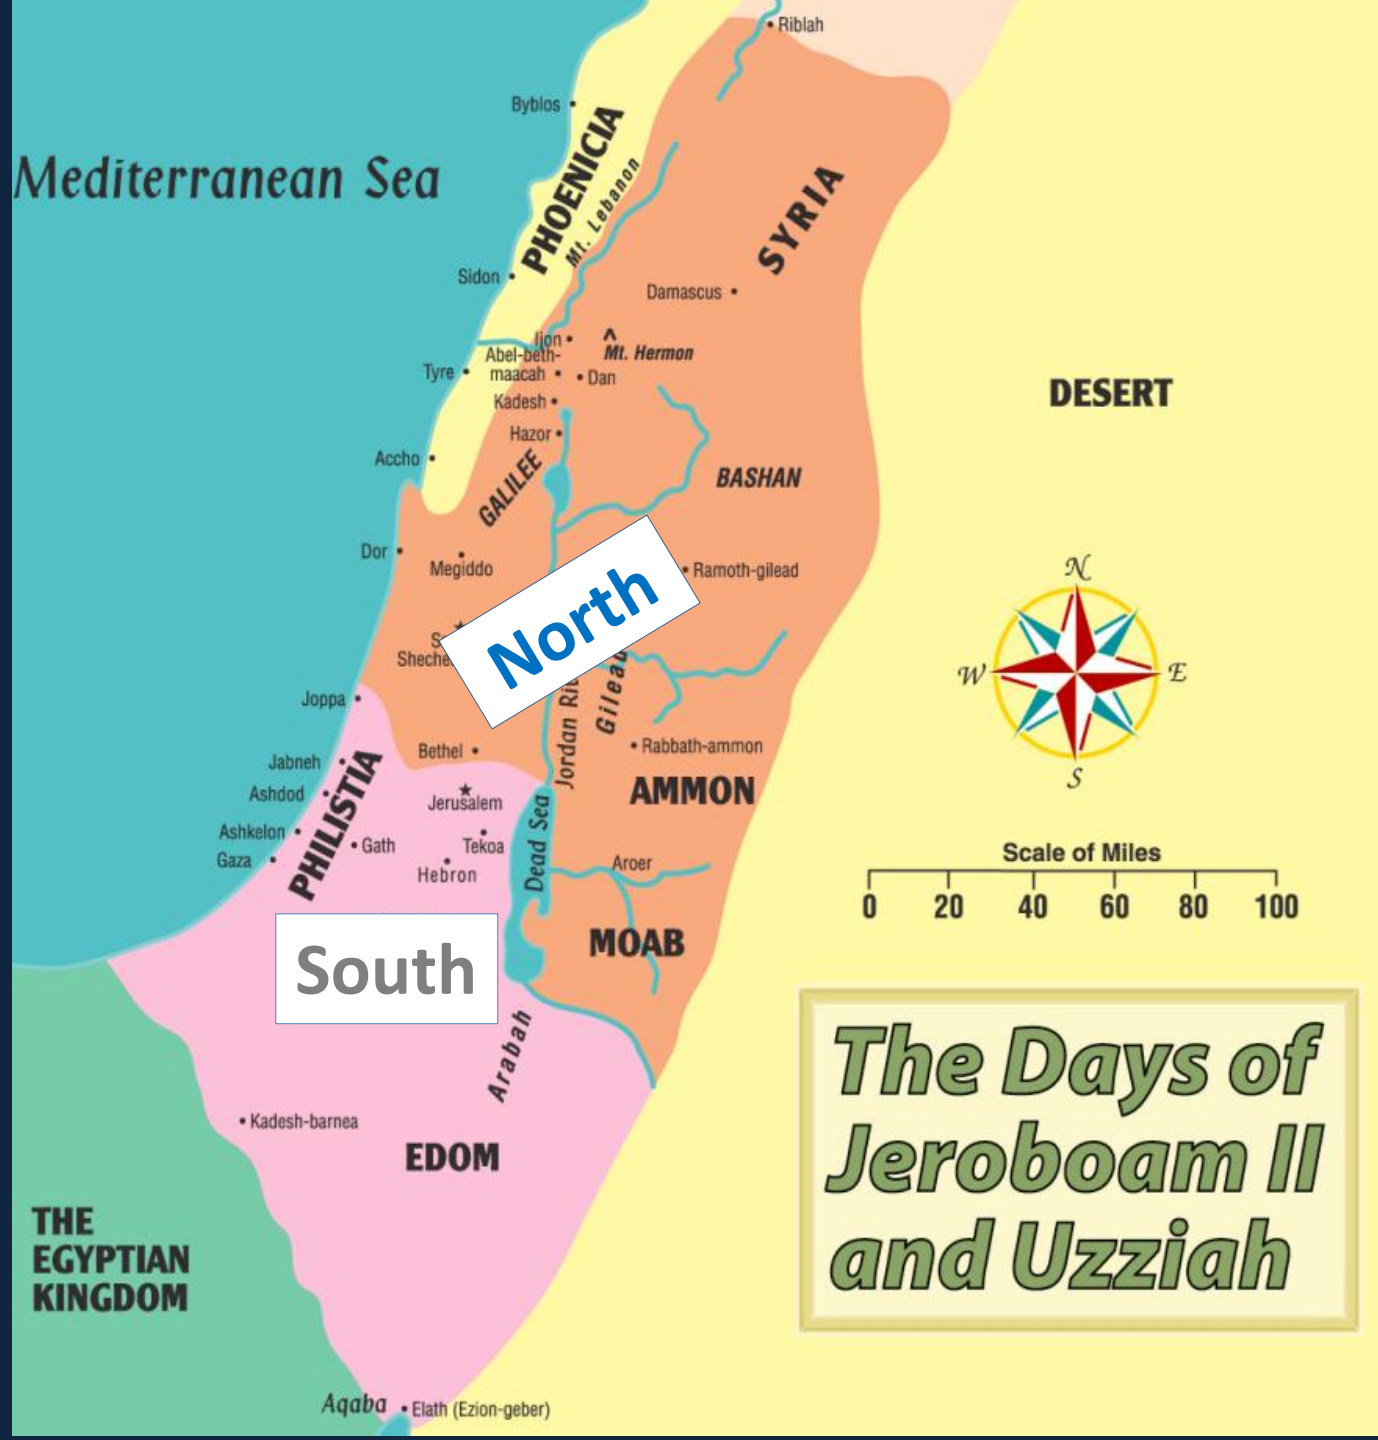 Riblah
Byblos
PHOENICIA
Mediterranean Sea
Mt. Lebanon
SYRIA
Sidon
Damascus
Ijon
Mt. Hermon
Abel-beth-
maacah
Tyre
Dan
Kadesh
DESERT
Hazor
Accho
GALILEE
BASHAN
Dor
Megiddo
Ramoth-gilead
N
North
W
E
S
Joppa
Gilead
Bethel
Rabbath-ammon
Jabneh
PHILISTIA
AMMON
Ashdod
Jerusalem
Dead Sea
Jordan
Ashkelon
Gath
Tekoa
Gaza
Hebron
Aroer
Scale of Miles
0 20 40 60 80 100
MOAB
South
Arabah
The Days of
Jeroboam II
and Uzziah
Kadesh-barnea
EDOM
THE
EGYPTIAN
KINGDOM
Aqaba
Elath (Ezion-geber)